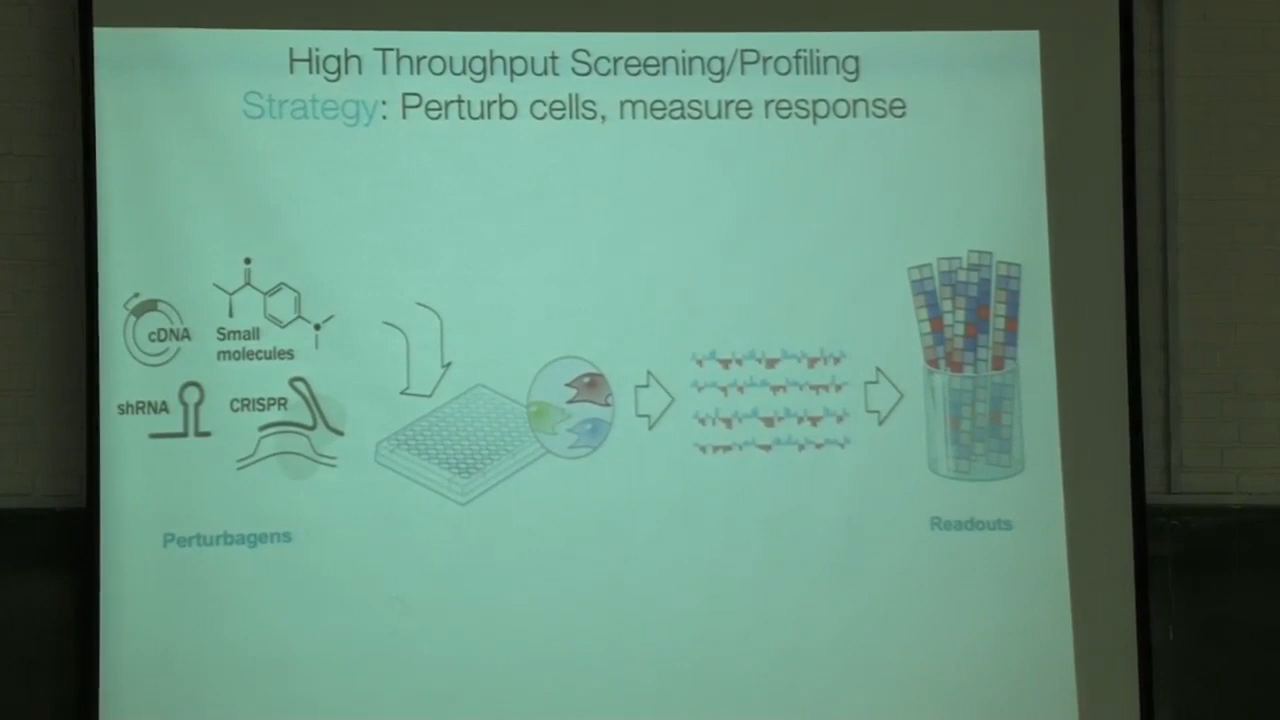 High Throughput Screening/Profiling
Strategy: Perturb cells, measure response
cDNA
Small
molecules
shRNA
CRISPR
Perturbagens
Readouts